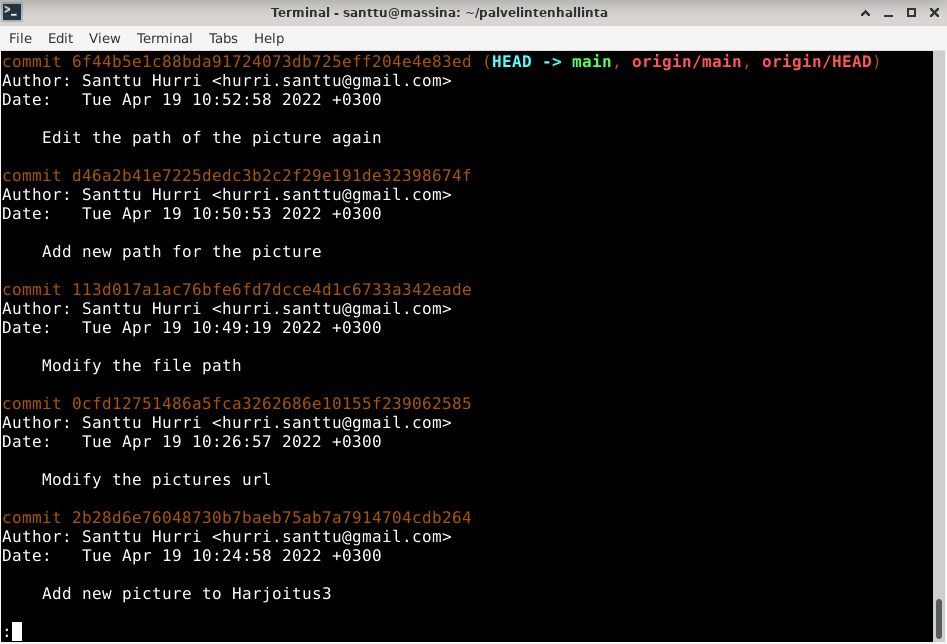 Terminal - santtu@massina: ~/palvelintenhallinta
File Edit View Terminal Tabs Help
commit 6f44b5e1c88bda91724073db725eff204e4e83ed (HEAD -> main, origin/main, origin/HEAD)
Author: Santtu Hurri <hurri.santtu@gmail.com>
Date:   Tue Apr 19 10:52:58 2022 +0300
    Edit the path of the picture again
commit d46a2b41e7225dedc3b2c2f29e191de32398674f
Author: Santtu Hurri <hurri.santtu@gmail.com>
Date:   Tue Apr 19 10:50:53 2022 +0300
    Add new path for the picture
commit 113d017a1ac76bfe6fd7dcce4d1c6733a342eade
Author: Santtu Hurri <hurri.santtu@gmail.com>
Date:   Tue Apr 19 10:49:19 2022 +0300
    Modify the file path
commit 0cfd12751486a5fca3262686e10155f239062585
Author: Santtu Hurri <hurri.santtu@gmail.com>
Date:   Tue Apr 19 10:26:57 2022 +0300
    Modify the pictures url
commit 2b28d6e76048730b7baeb75ab7a7914704cdb264
Author: Santtu Hurri <hurri.santtu@gmail.com>
Date:   Tue Apr 19 10:24:58 2022 +0300
    Add new picture to Harjoitus3
: